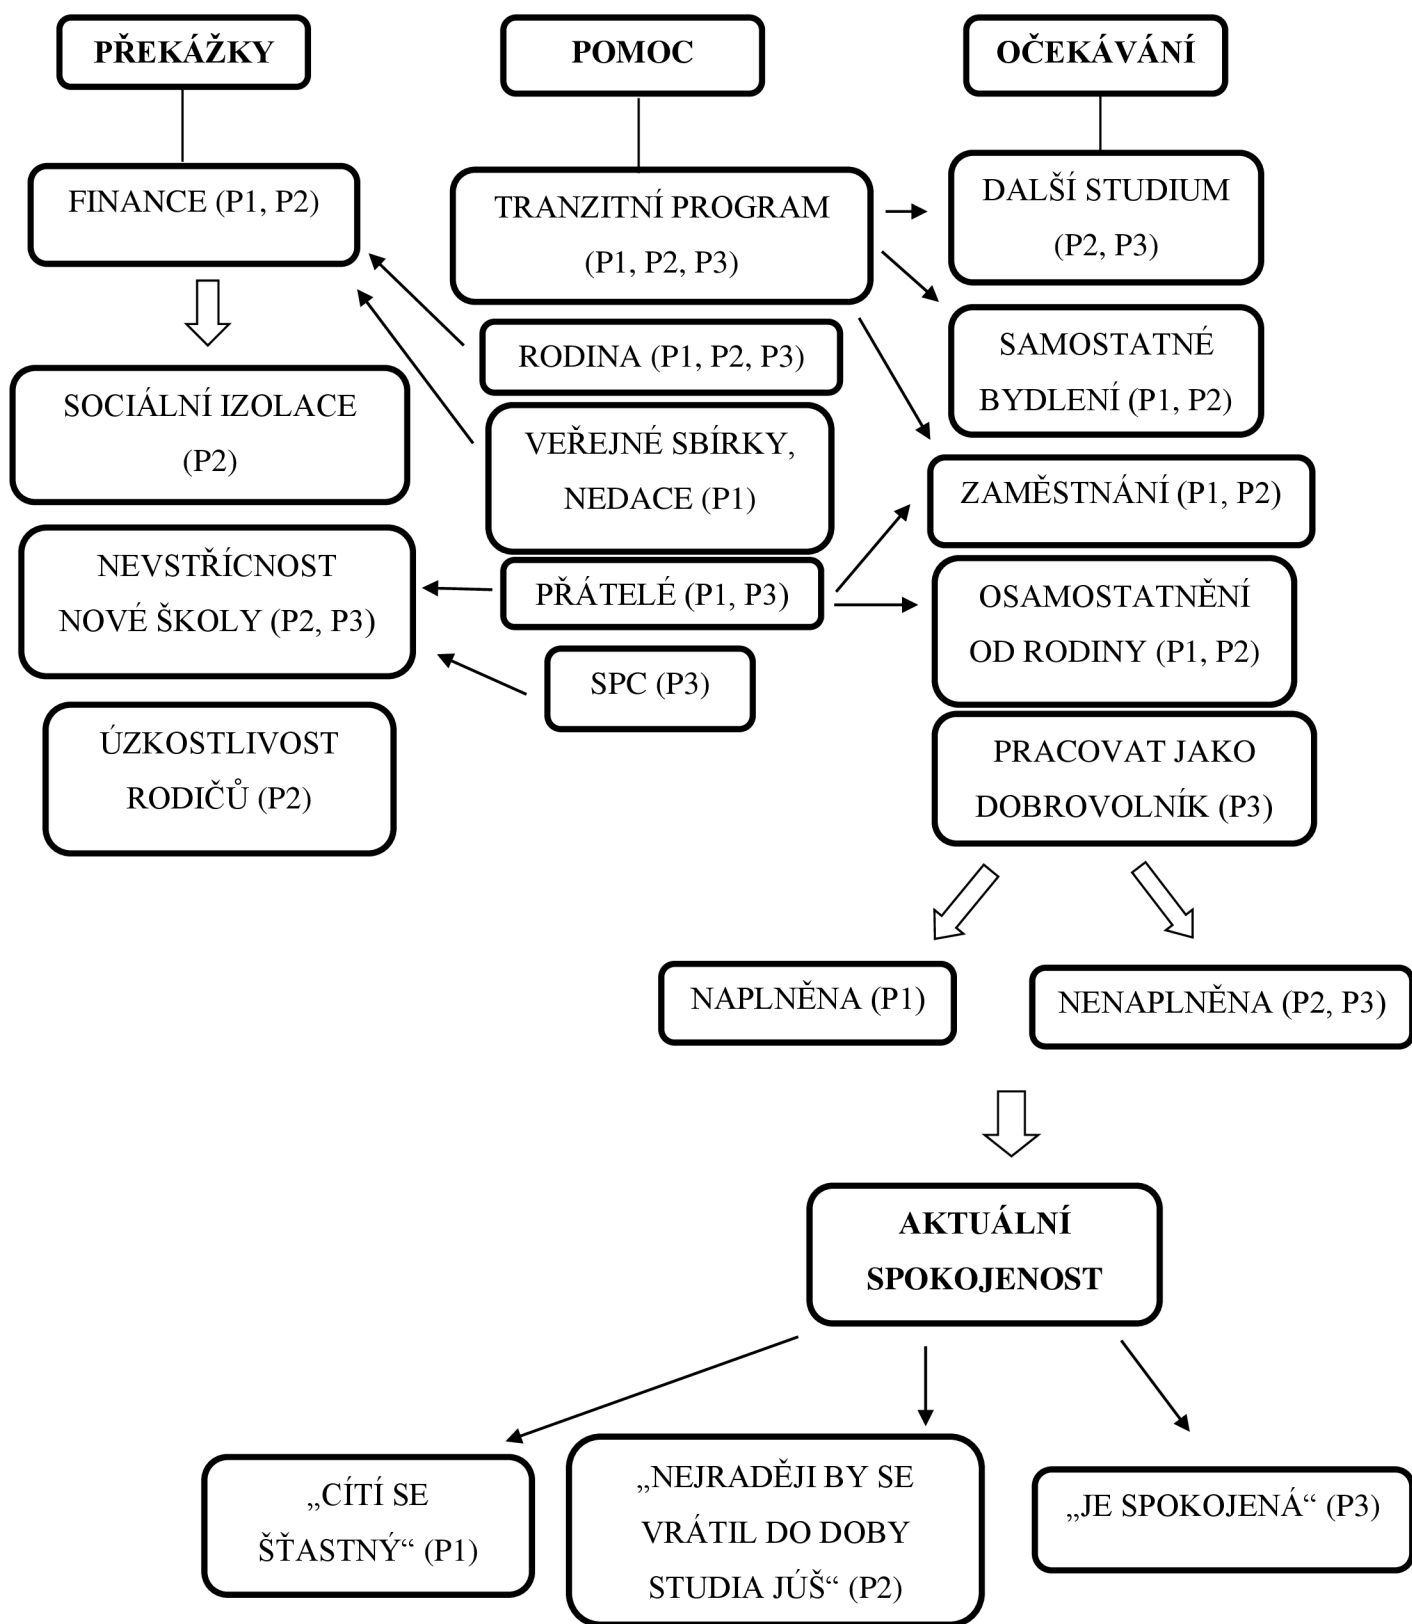 PŘEKÁŽKY
FINANCE (P1, P2)
SOCIÁLNÍ IZOLACE
(P2)
NEVSTŘÍCNOST
NOVÉ ŠKOLY (P2, P3)
ÚZKOSTLIVOST
RODIČŮ (P2)
POMOC
TRANZITNÍ PROGRAM
(P1, P2, P3)
RODINA (P1, P2, P3)
VEŘEJNÉ SBÍRKY,
NEDACE (P1)
PŘÁTELÉ (P1, P3)
SPC (P3)
OČEKÁVÁNÍ
DALŠÍ STUDIUM
(P2, P3)
SAMOSTATNÉ
BYDLENÍ (P1, P2)
ZAMĚSTNÁNÍ (P1, P2)
OSAMOSTATNĚNÍ
OD RODINY (P1, P2)
PRACOVAT JAKO
DOBROVOLNÍK (P3)
NAPLNĚNA (P1)
NENAPLNĚNA (P2, P3)
AKTUÁLNÍ
SPOKOJENOST
„CÍTÍ SE
ŠŤASTNÝ“ (P1)
„NEJRADĚJI BY SE
VRÁTIL DO DOBY
STUDIA JÚŠ“ (P2)
„JE SPOKOJENÁ“ (P3)